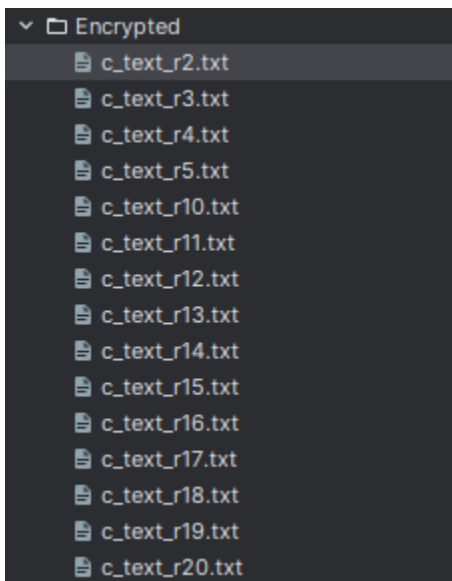 Encrypted
c_text_r2.txt
c_text_r3.txt
c_text_r4.txt
c_text_r5.txt
c_text_r10.txt
c_text_r11.txt
c_text_r12.txt
c_text_r13.txt
c_text_r14.txt
c_text_r15.txt
c_text_r16.txt
c_text_r17.txt
c_text_r18.txt
c_text_r19.txt
c_text_r20.txt